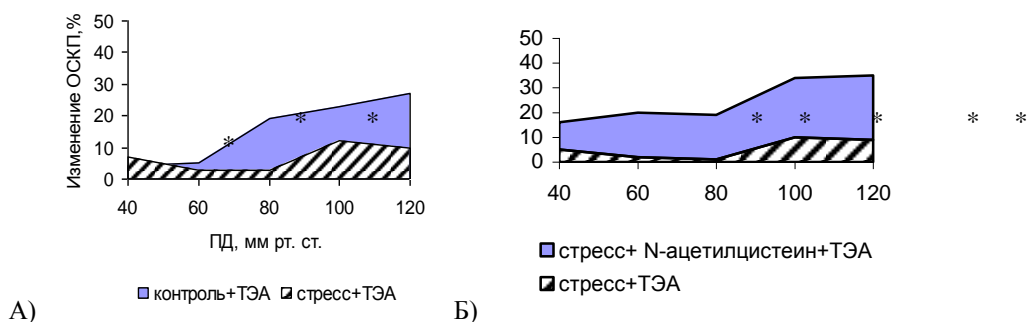 50
40
30
20
10
0
Изменение ОСКП,%
* * *
40 60 80 100 120
ПД, мм рт. ст.
контроль+ТЭА стресс+ТЭА
А)
50
40
30
20
10
0
* * * * *
40 60 80 100 120
стресс+ N-ацетилцистеин+ТЭА
стресс+ТЭА
Б)